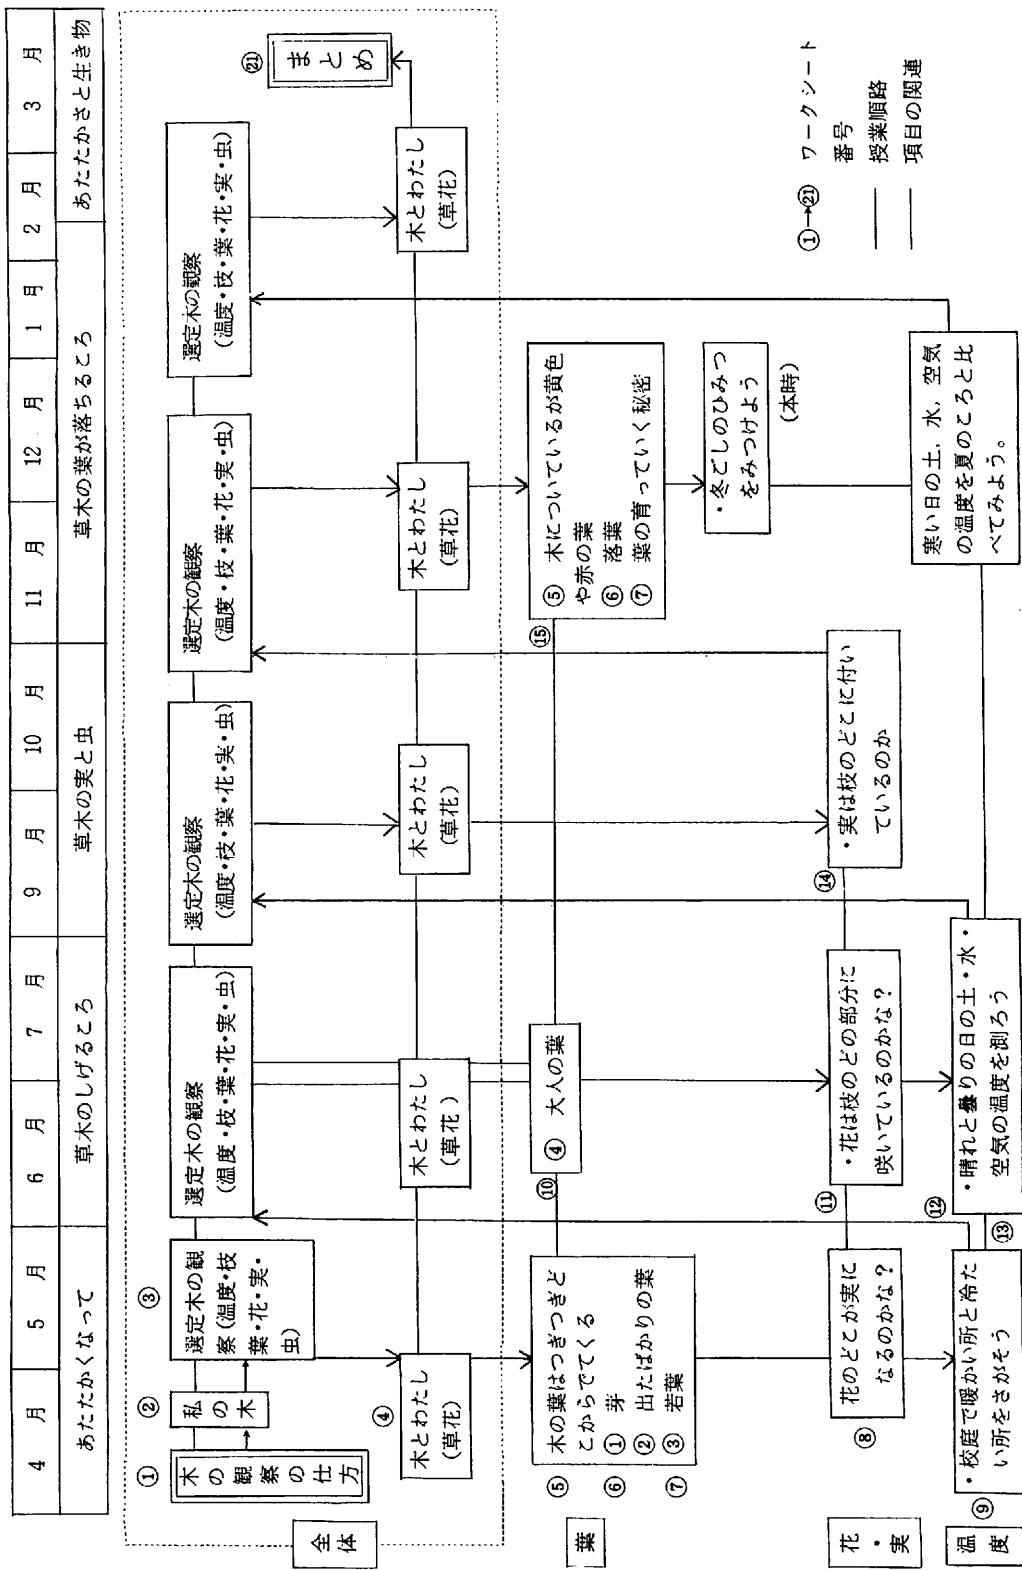 4 月
5 月
6 月
7 月
9 月
10 月
11 月
12 月
1 月
2 月
3 月
あたたかくなって
草木のしげるころ
草木の実と虫
草木の葉が落ちるころ
あたたかさと生き物
全体
①
木の観察の仕方
②
私の木
③
選定木の観
察(温度・枝
葉・花・実・
虫)
選定木の観察
(温度・枝・葉・花・実・虫)
選定木の観察
(温度・枝・葉・花・実・虫)
選定木の観察
(温度・枝・葉・花・実・虫)
選定木の観察
(温度・枝・葉・花・実・虫)
㉑
まとめ
④
木とわたし
(草花)
木とわたし
(草花)
木とわたし
(草花)
木とわたし
(草花)
木とわたし
(草花)
葉
⑤
⑥
⑦
木の葉はつぎつぎど
こからでてくる
① 芽
② 出たばかりの葉
③ 若葉
⑩
④ 大人の葉
⑮
⑤ 木についているが黄色
や赤の葉
⑥ 落葉
⑦ 葉の育っていく秘密
・冬ごしのひみつ
をみつけよう
(本時)
花・実
⑧
花のどこが実に
なるのかな?
⑪
・花は枝のどの部分に
咲いているのかな?
⑭
・実は枝のどこに付い
ているのか
温度
⑨
・校庭で暖かい所と冷た
い所をさがそう
⑫
⑬
・晴れと曇りの日の土・水・
空気の温度を測ろう
寒い日の土, 水, 空気
の温度を夏のころと比
べてみよう。
①→㉑ ワークシート
番号
授業順路
項目の関連